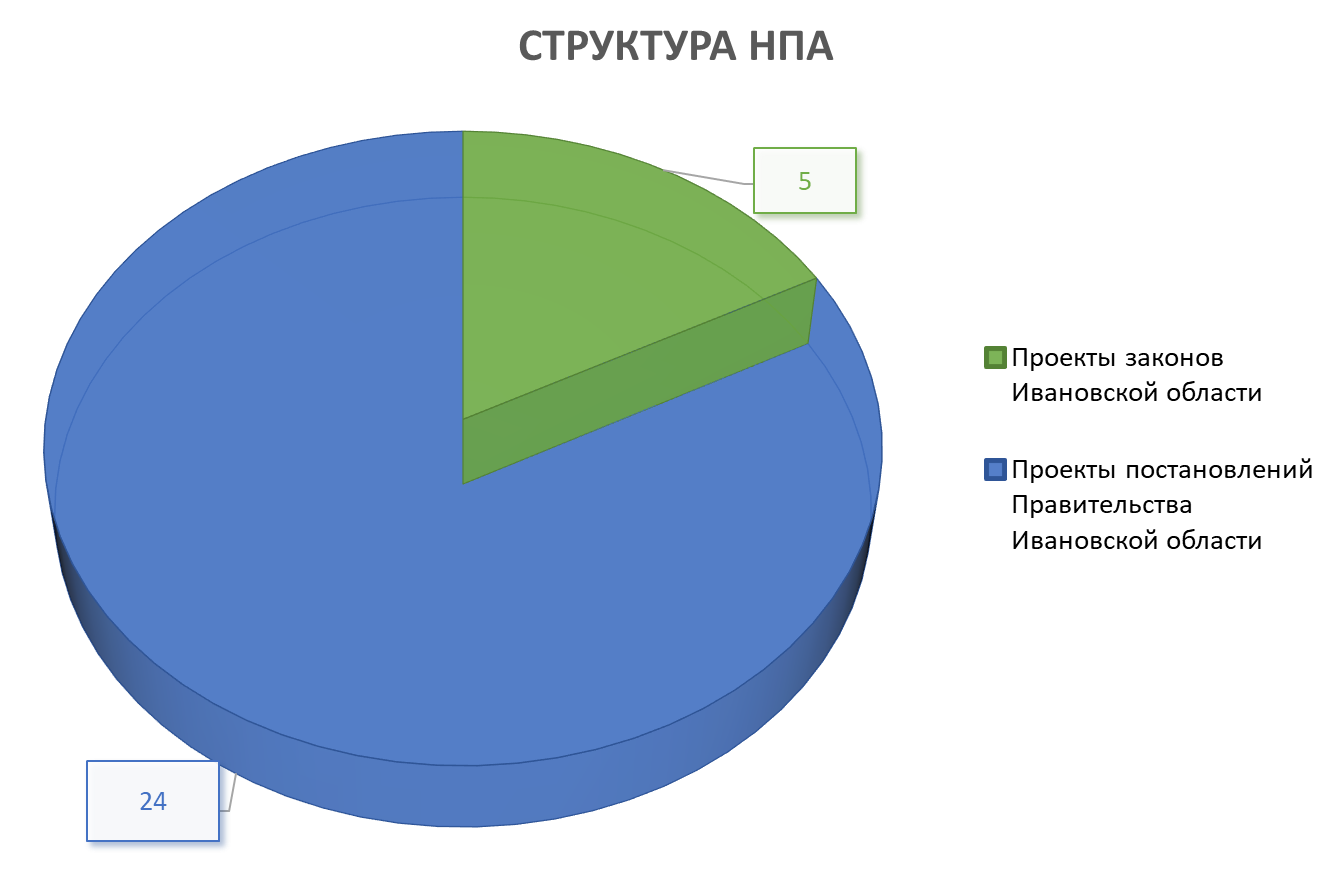 СТРУКТУРА НПА
5
Проекты законов
Ивановской области
Проекты постановлений
Правительства
Ивановской области
24